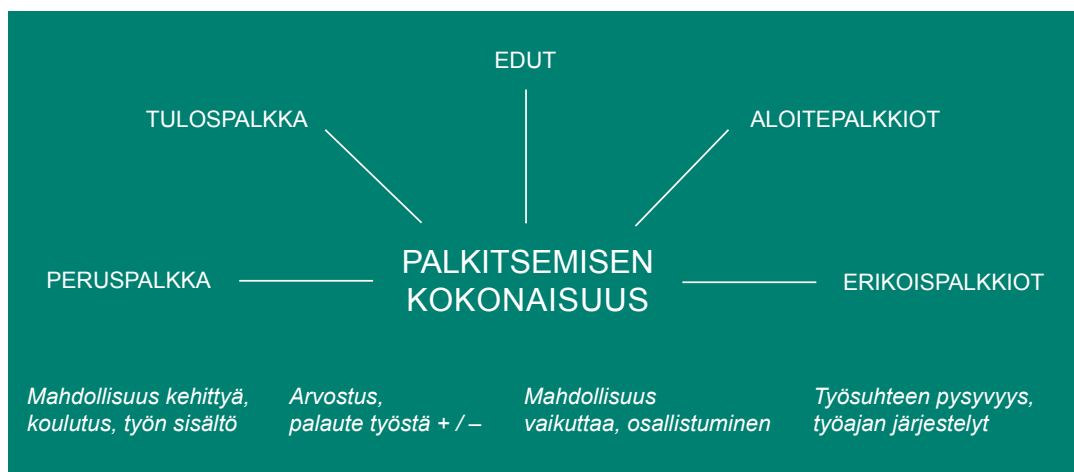 EDUT
TULOSPALKKA
ALOITEPALKKIOT
PERUSPALKKA
PALKITSEMISEN
KOKONAISUUS
ERIKOISPALKKIOT
Mahdollisuus kehittyä,
koulutus, työn sisältö
Arvostus,
palaute työstä + / –
Mahdollisuus
vaikuttaa, osallistuminen
Työsuhteen pysyvyys,
työajan järjestelyt